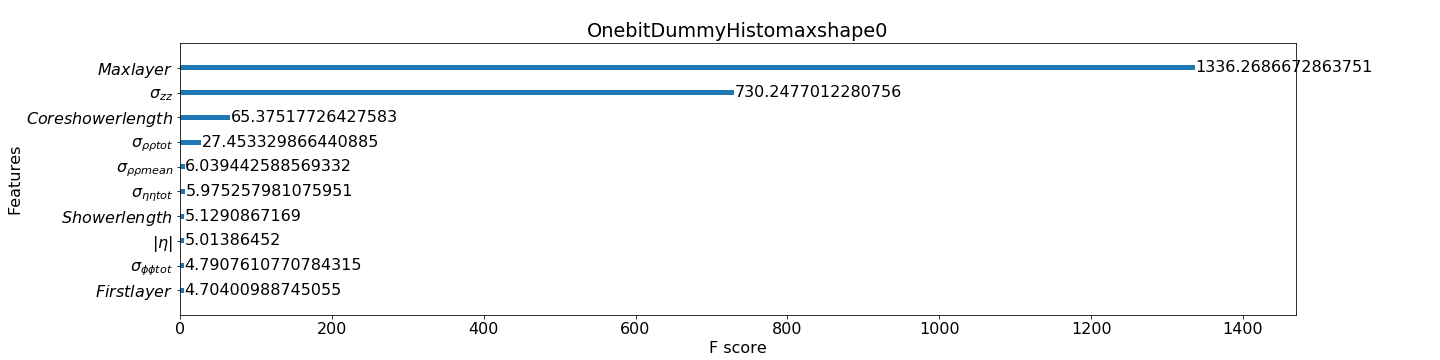 OnebitDummyHistomaxshape0
Features
Maxlayer 1336.2686672863751
σzz 730.2477012280756
Coreshowerlength 65.37517726427583
σρρtot 27.453329866440885
σρρmean 6.039442588569332
σηηtot 5.975257981075951
Showerlength 5.1290867169
|η| 5.01386452
σϕϕtot 4.7907610770784315
Firstlayer 4.70400988745055
0 200 400 600 800 1000 1200 1400
F score